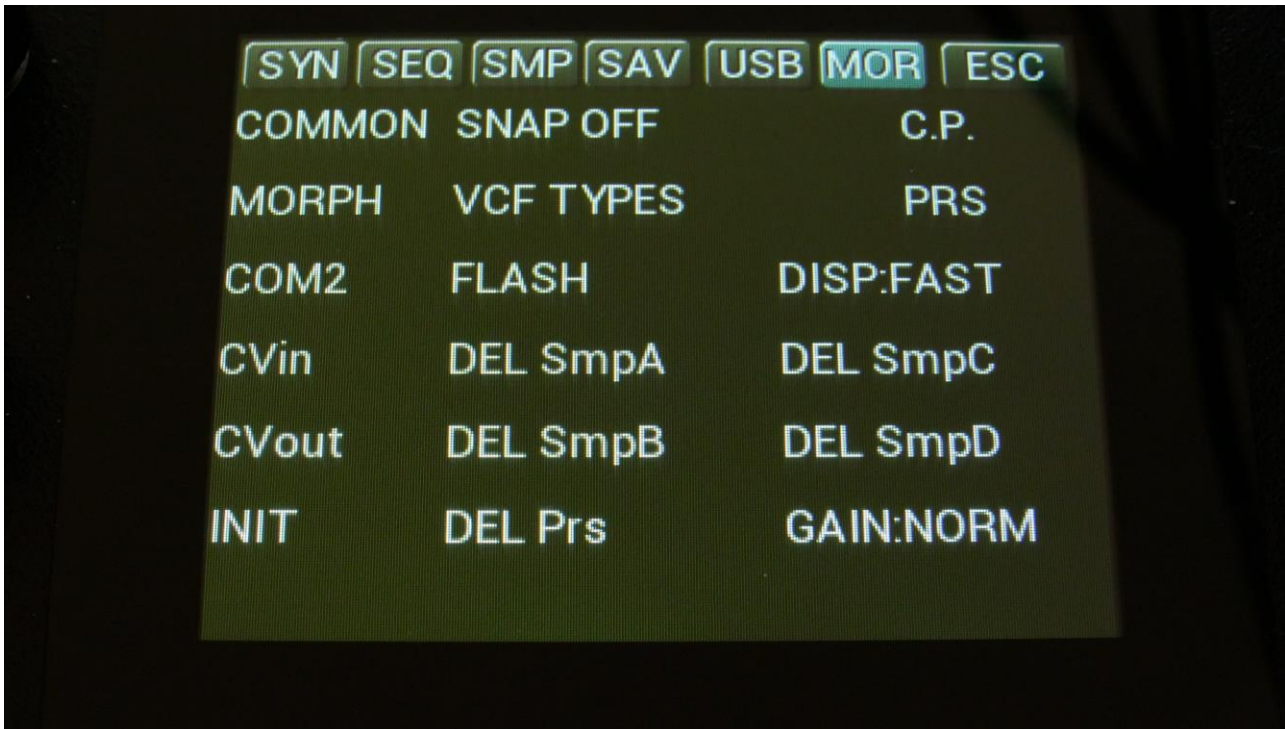 SYN SEQ SMP SAV USB MOR ESC
COMMON SNAP OFF C.P.
MORPH VCF TYPES PRS
COM2 FLASH DISP:FAST
CVin DEL SmpA DEL SmpC
CVout DEL SmpB DEL SmpD
INIT DEL Prs GAIN:NORM